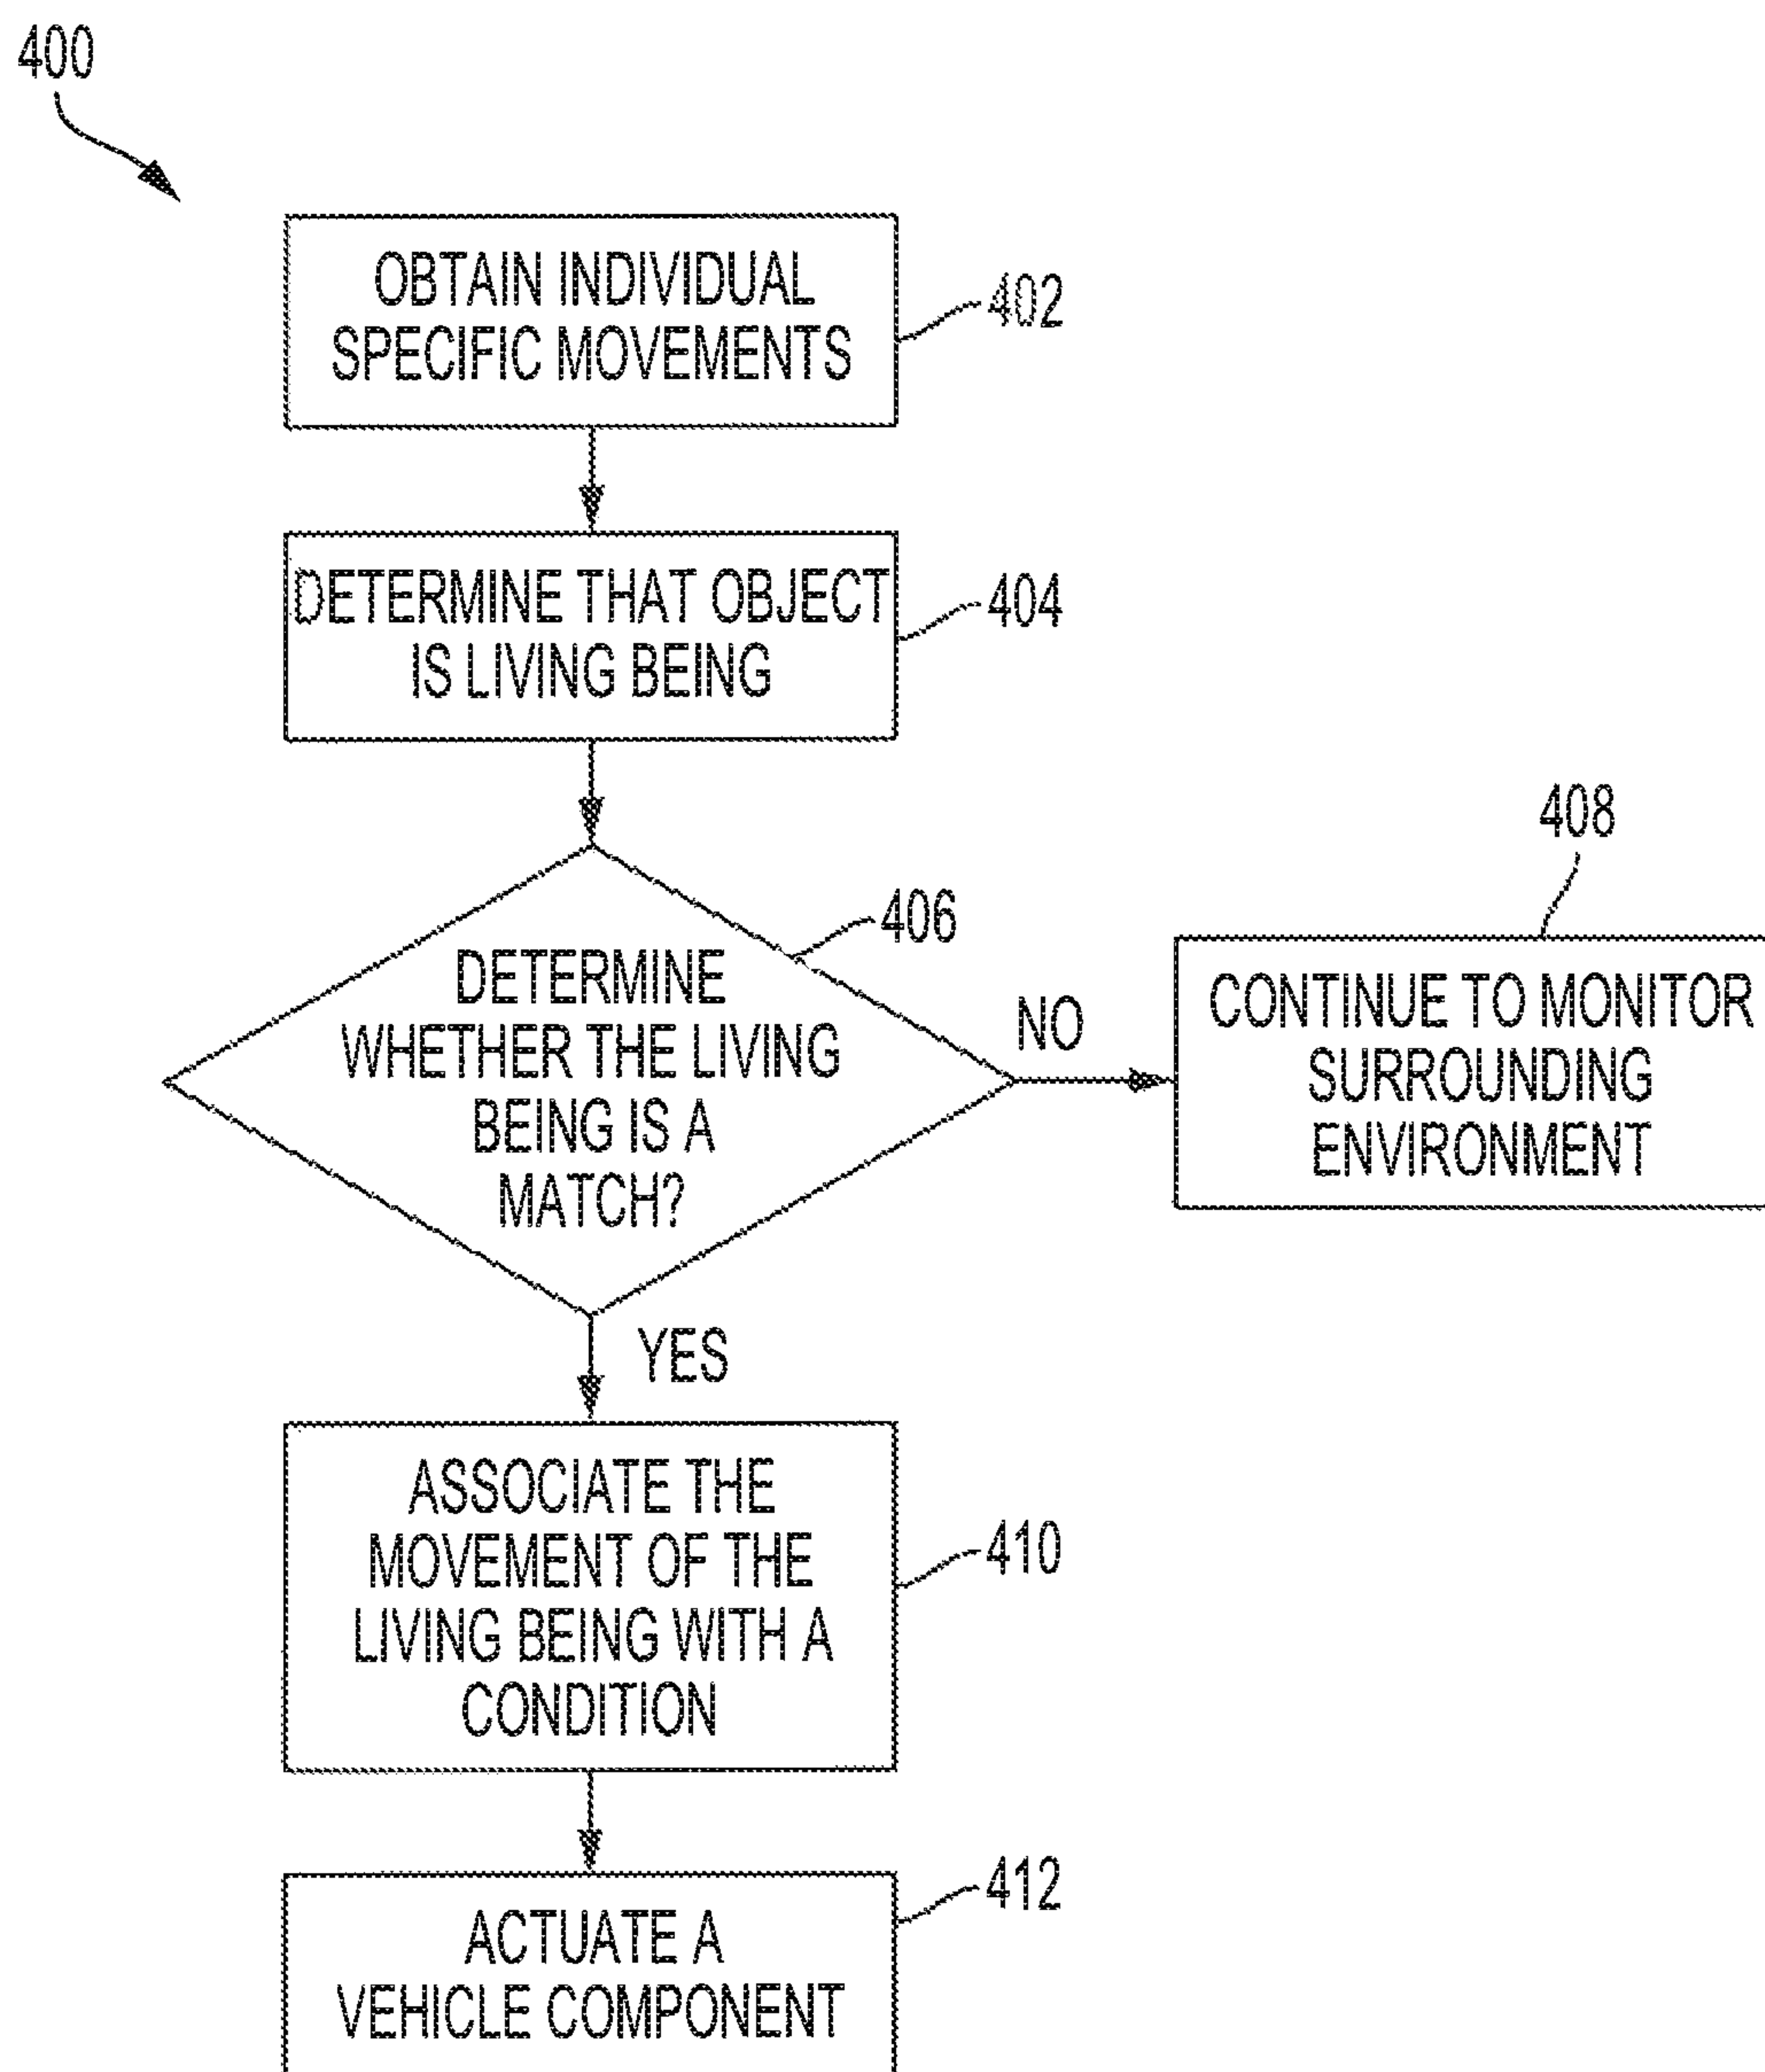 400
OBTAIN INDIVIDUAL
SPECIFIC MOVEMENTS
402
DETERMINE THAT OBJECT
IS LIVING BEING
404
406
DETERMINE
WHETHER THE LIVING
BEING IS A
MATCH?
NO
408
CONTINUE TO MONITOR
SURROUNDING
ENVIRONMENT
YES
ASSOCIATE THE
MOVEMENT OF THE
LIVING BEING WITH A
CONDITION
410
ACTUATE A
VEHICLE COMPONENT
412